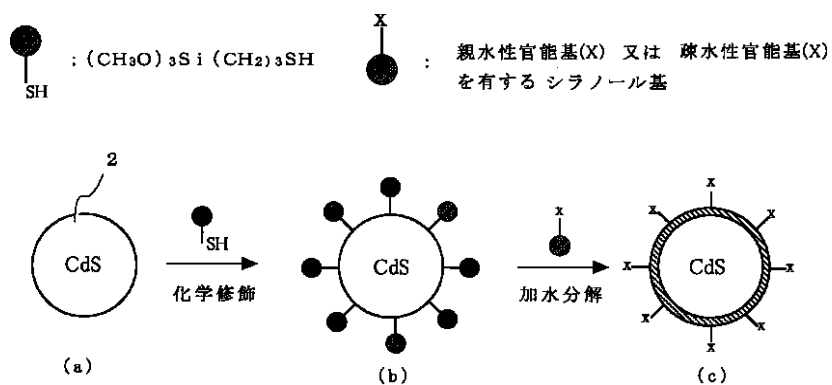 X
; (CH3O)3Si(CH2)3SH
SH
: 親水性官能基(X) 又は 疎水性官能基(X)
を有する シラノール基
2
CdS
SH
化学修飾
CdS
x
加水分解
CdS
x
x
x
x
x
x
x
x
(a)
(b)
(c)